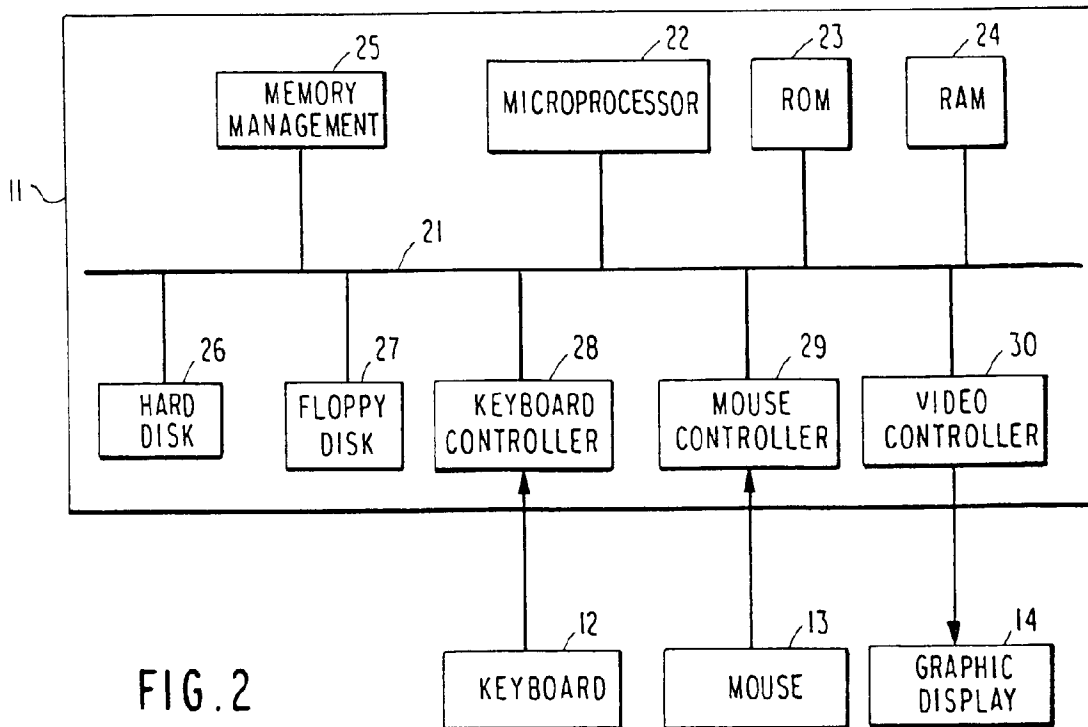 25
22
23
24
MEMORY
MANAGEMENT
MICROPROCESSOR
ROM
RAM
11
21
26
27
28
29
30
HARD
DISK
FLOPPY
DISK
KEYBOARD
CONTROLLER
MOUSE
CONTROLLER
VIDEO
CONTROLLER
12
13
14
KEYBOARD
MOUSE
GRAPHIC
DISPLAY
FIG.2